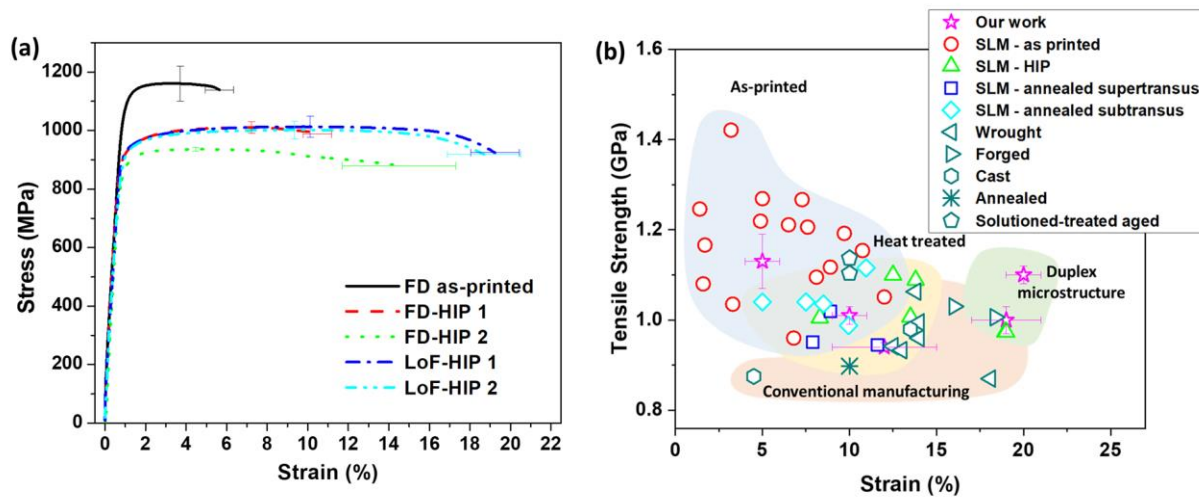 (a)
1200
1000
800
600
400
200
0
Stress (MPa)
FD as-printed
FD-HIP 1
FD-HIP 2
LoF-HIP 1
LoF-HIP 2
0 2 4 6 8 10 12 14 16 18 20 22
Strain (%)
(b)
1.6
1.4
1.2
1.0
0.8
Tensile Strength (GPa)
Our work
SLM - as printed
SLM - HIP
SLM - annealed supertransus
SLM - annealed subtransus
Wrought
Forged
Cast
Annealed
Solutioned-treated aged
As-printed
Heat treated
Duplex
microstructure
Conventional manufacturing
0 5 10 15 20 25
Strain (%)